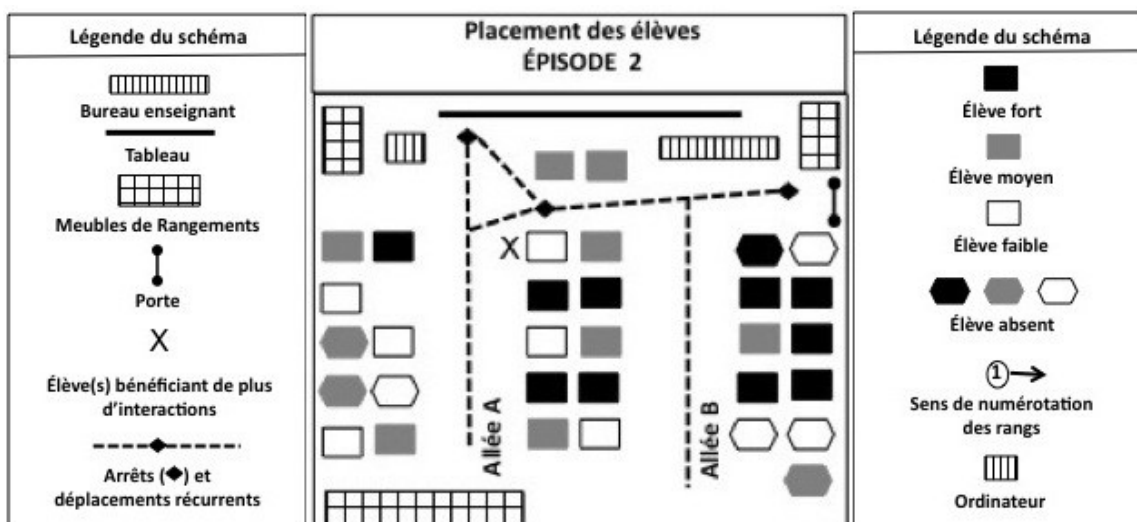 Légende du schéma
Bureau enseignant
Tableau
Meubles de Rangements
Porte
X
Élève(s) bénéficiant de plus
d'interactions
Arrêts (◆) et
déplacements récurrents
Placement des élèves
ÉPISODE 2
X
Allée A
Allée B
Légende du schéma
Élève fort
Élève moyen
Élève faible
Élève absent
1
Sens de numérotation
des rangs
Ordinateur